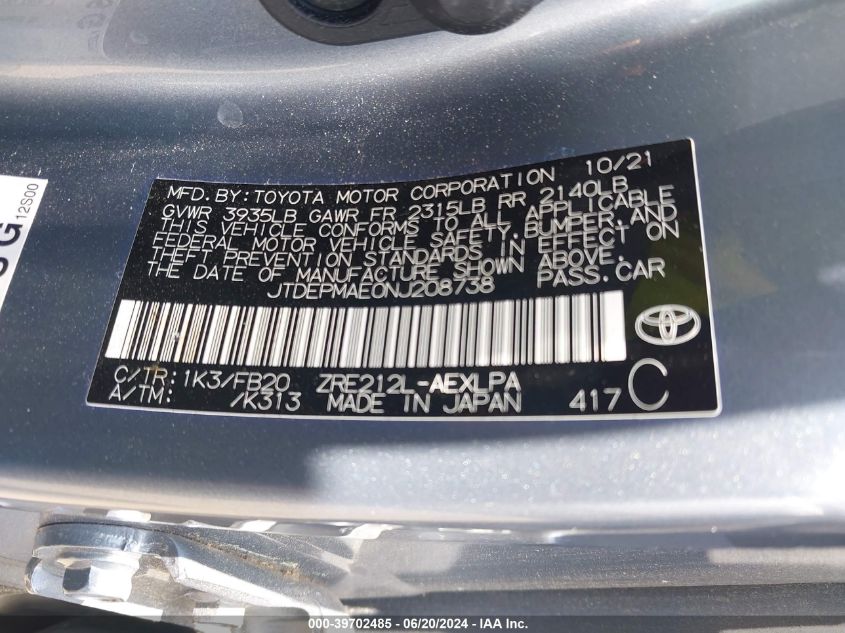 MFD.BY:TOYOTA MOTOR CORPORATION 10/21
GVWR 3935LB GAWR FR 2315LB RR 2140LB
THIS VEHICLE CONFORMS TO ALL APPLICABLE
FEDERAL MOTOR VEHICLE SAFETY,BUMPER,AND
THEFT PREVENTION STANDARDS IN EFFECT ON
THE DATE OF MANUFACTURE SHOWN ABOVE.
JTDEPMAE0NJ208738 PASS.CAR
C/TR:1K3/FB20 ZRE212L-AEXLPA
A/TM: /K313 MADE IN JAPAN 417 C
12S00
000-39702485 - 06/20/2024 - IAA Inc.